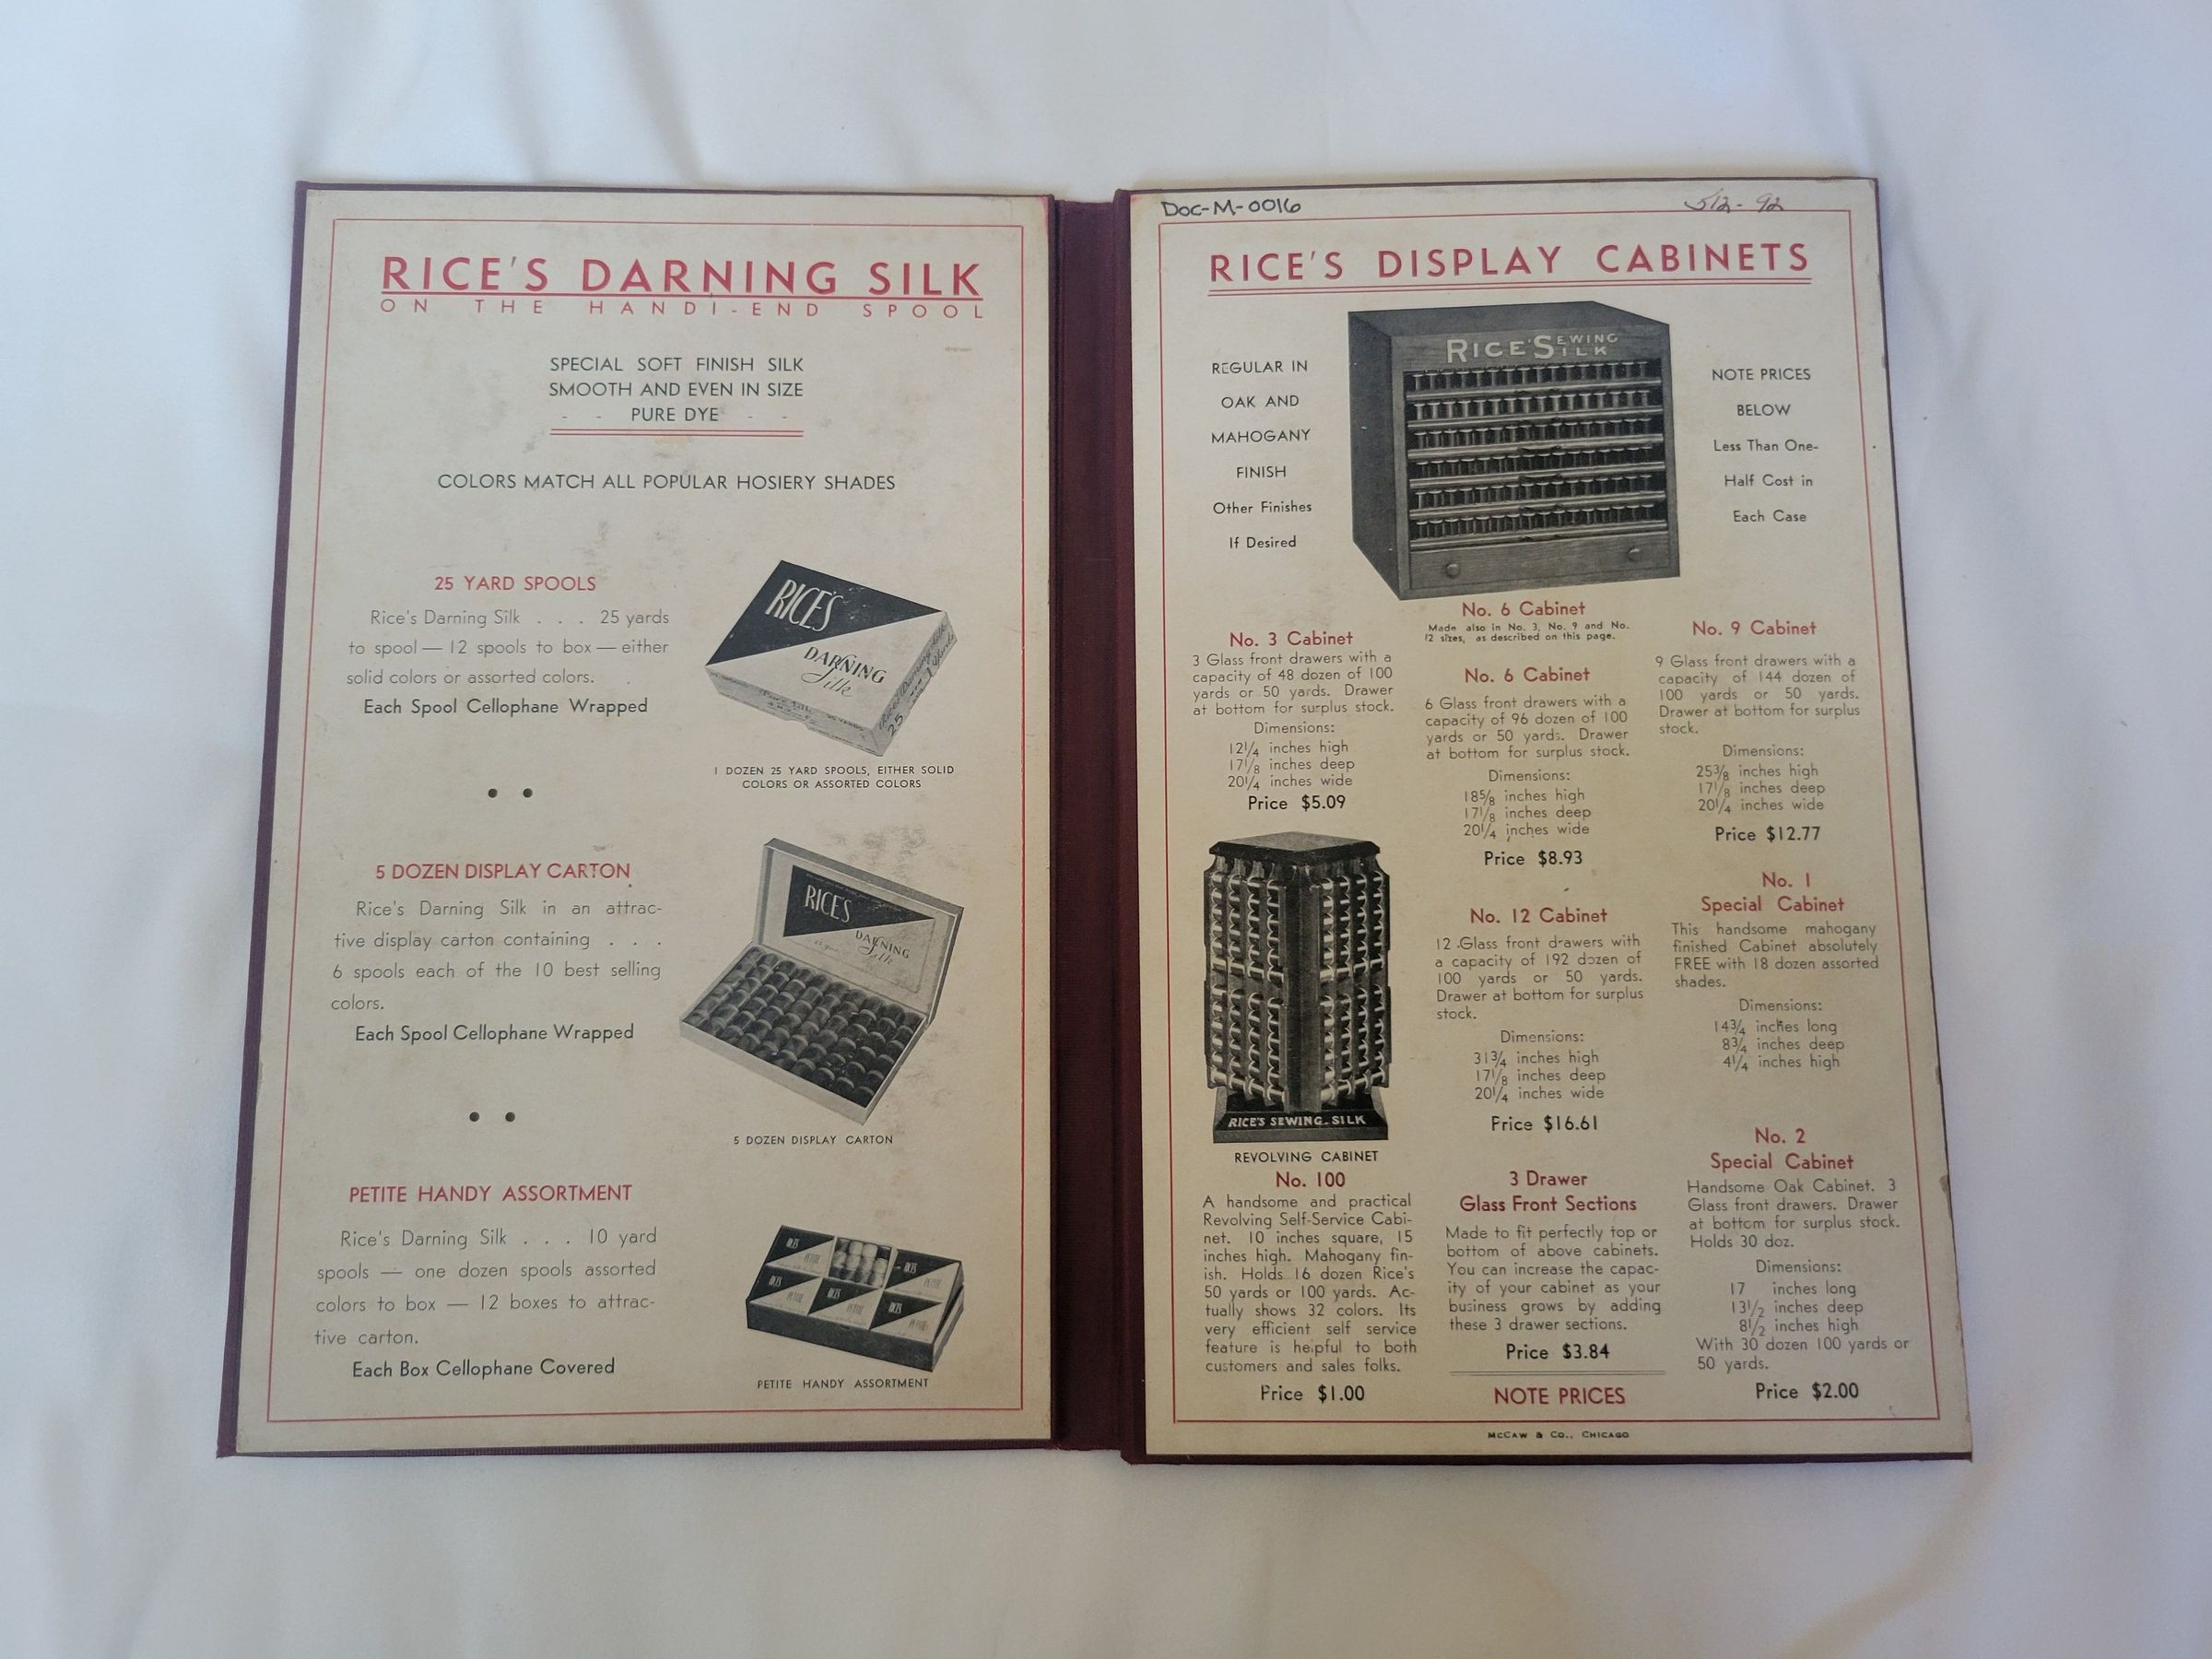 RICE'S DARNING SILK
ON THE HANDI-END SPOOL
SPECIAL SOFT FINISH SILK
SMOOTH AND EVEN IN SIZE
- - PURE DYE - -
COLORS MATCH ALL POPULAR HOSIERY SHADES
25 YARD SPOOLS
Rice's Darning Silk . . . 25 yards
to spool — 12 spools to box — either
solid colors or assorted colors.
Each Spool Cellophane Wrapped
RICE'S
DARNING
Silk
25
1 DOZEN 25 YARD SPOOLS, EITHER SOLID
COLORS OR ASSORTED COLORS
5 DOZEN DISPLAY CARTON
Rice's Darning Silk in an attrac-
tive display carton containing . . .
6 spools each of the 10 best selling
colors.
Each Spool Cellophane Wrapped
RICE'S
DARNING
Silk
5 DOZEN DISPLAY CARTON
PETITE HANDY ASSORTMENT
Rice's Darning Silk . . . 10 yard
spools — one dozen spools assorted
colors to box — 12 boxes to attrac-
tive carton.
Each Box Cellophane Covered
PETITE HANDY ASSORTMENT
Doc-M-0016
512-92
RICE'S DISPLAY CABINETS
REGULAR IN
OAK AND
MAHOGANY
FINISH
Other Finishes
If Desired
RICE'S SEWING
SILK
NOTE PRICES
BELOW
Less Than One-
Half Cost in
Each Case
No. 6 Cabinet
Made also in No. 3, No. 9 and No.
12 sizes, as described on this page.
No. 3 Cabinet
3 Glass front drawers with a
capacity of 48 dozen of 100
yards or 50 yards. Drawer
at bottom for surplus stock.
Dimensions:
12¼ inches high
17⅛ inches deep
20¼ inches wide
Price $5.09
RICE'S SEWING SILK
REVOLVING CABINET
No. 100
A handsome and practical
Revolving Self-Service Cabi-
net. 10 inches square, 15
inches high. Mahogany fin-
ish. Holds 16 dozen Rice's
50 yards or 100 yards. Ac-
tually shows 32 colors. Its
very efficient self service
feature is helpful to both
customers and sales folks.
Price $1.00
No. 6 Cabinet
6 Glass front drawers with a
capacity of 96 dozen of 100
yards or 50 yards. Drawer
at bottom for surplus stock.
Dimensions:
18⅝ inches high
17⅛ inches deep
20¼ inches wide
Price $8.93
No. 12 Cabinet
12 Glass front drawers with
a capacity of 192 dozen of
100 yards or 50 yards.
Drawer at bottom for surplus
stock.
Dimensions:
31¾ inches high
17⅛ inches deep
20¼ inches wide
Price $16.61
3 Drawer
Glass Front Sections
Made to fit perfectly top or
bottom of above cabinets.
You can increase the capac-
ity of your cabinet as your
business grows by adding
these 3 drawer sections.
Price $3.84
NOTE PRICES
No. 9 Cabinet
9 Glass front drawers with a
capacity of 144 dozen of
100 yards or 50 yards.
Drawer at bottom for surplus
stock.
Dimensions:
25⅜ inches high
17⅛ inches deep
20¼ inches wide
Price $12.77
No. 1
Special Cabinet
This handsome mahogany
finished Cabinet absolutely
FREE with 18 dozen assorted
shades.
Dimensions:
14¾ inches long
8¾ inches deep
4¼ inches high
No. 2
Special Cabinet
Handsome Oak Cabinet. 3
Glass front drawers. Drawer
at bottom for surplus stock.
Holds 30 doz.
Dimensions:
17 inches long
13½ inches deep
8½ inches high
With 30 dozen 100 yards or
50 yards.
Price $2.00
McCAW & CO., CHICAGO